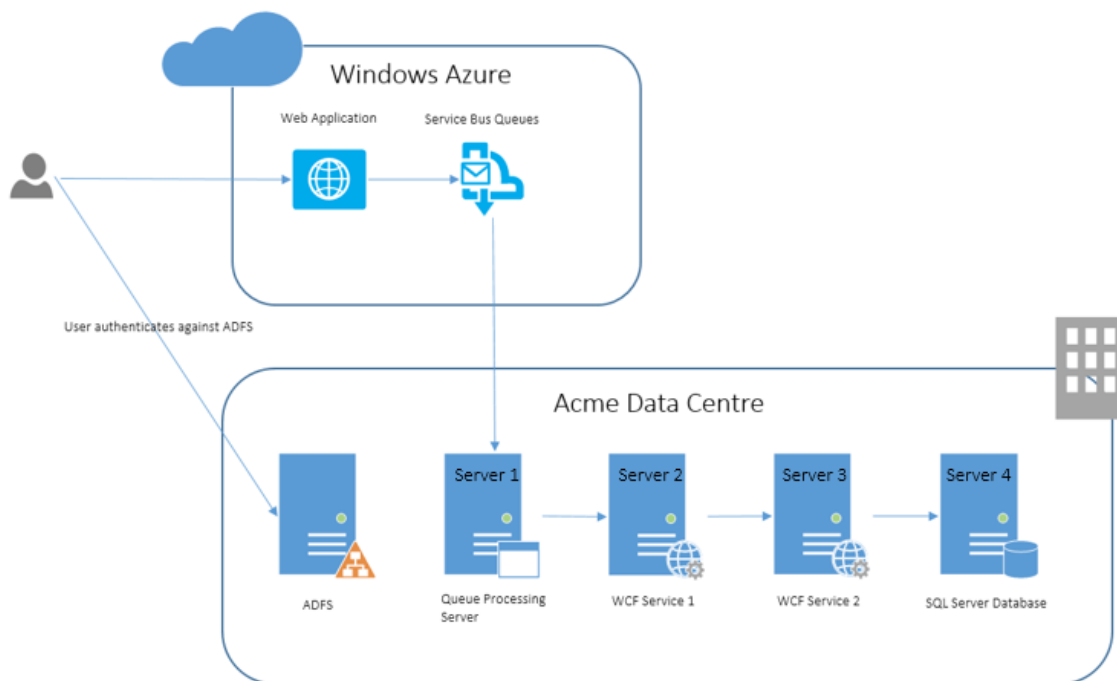 Windows Azure
Web Application
Service Bus Queues
User authenticates against ADFS
Acme Data Centre
Server 1
Server 2
Server 3
Server 4
ADFS
Queue Processing
Server
WCF Service 1
WCF Service 2
SQL Server Database